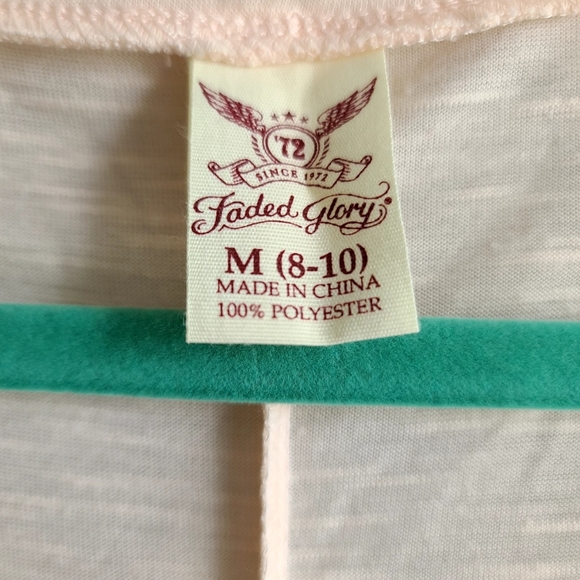 '72
SINCE 1972
Faded Glory®
M (8-10)
MADE IN CHINA
100% POLYESTER